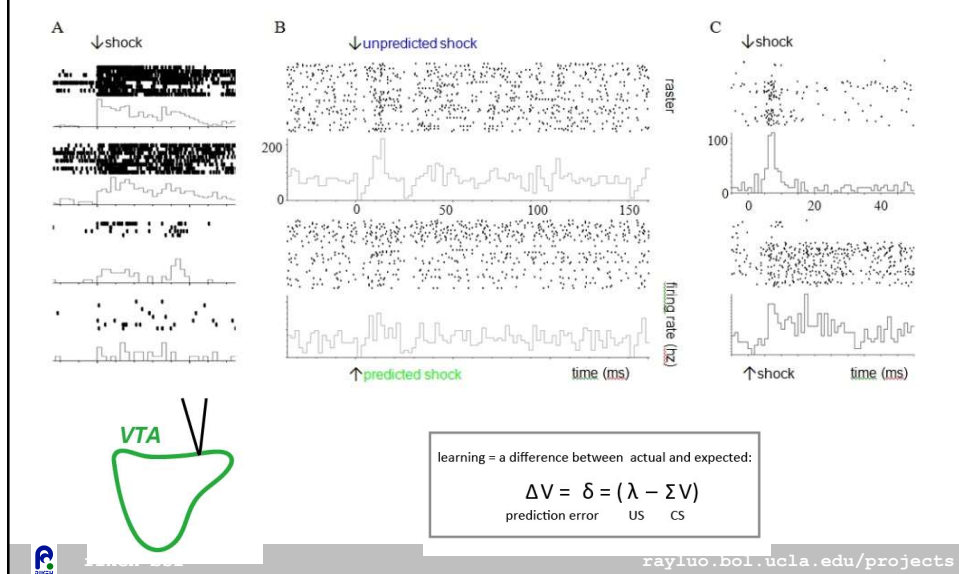 A
B
C
shock
unpredicted shock
shock
raster
200
0
0
50
100
150
100
0
0
20
40
firing rate (hz)
predicted shock
time (ms)
shock
time (ms)
VTA
learning = a difference between actual and expected:
ΔV = δ = ( λ − Σ V)
prediction error US CS
rayluo.bol.ucla.edu/projects